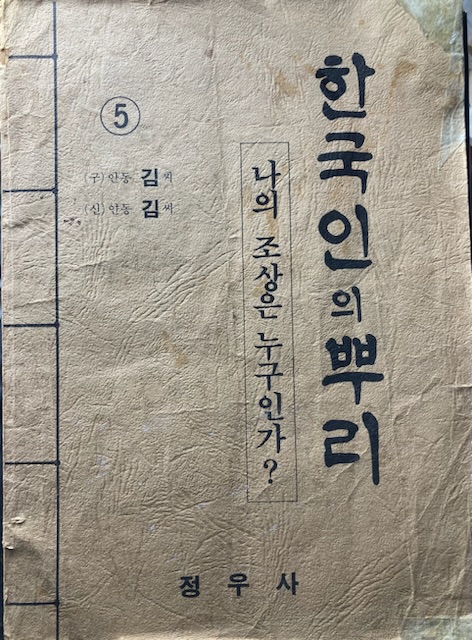 한국인의뿌리
나의 조상은 누구인가?
⑤
(구)안동 김씨
(신)안동 김씨
정우사